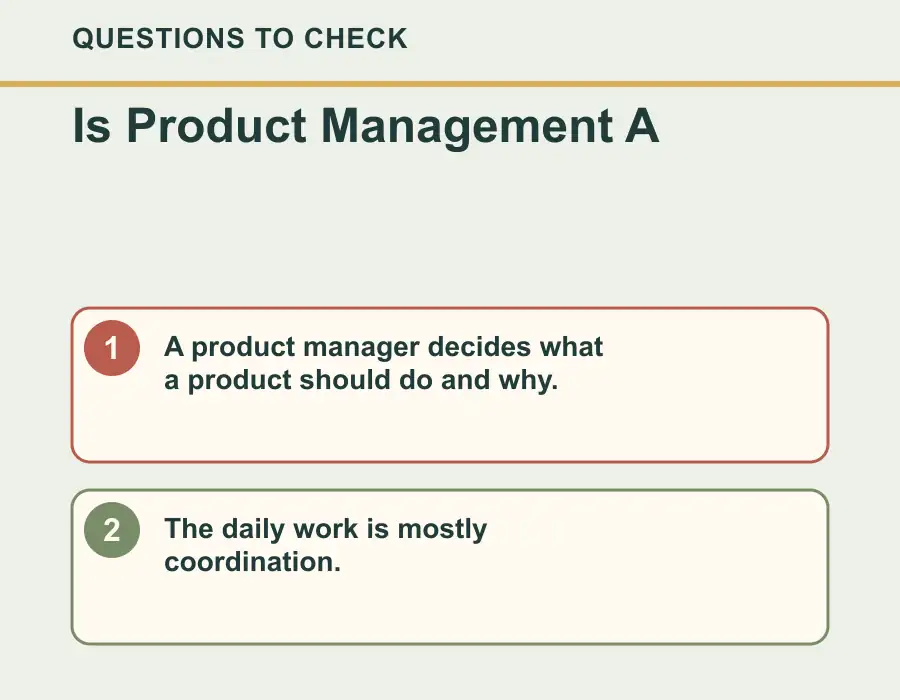 QUESTIONS TO CHECK
Is Product Management A
1
A product manager decides what
a product should do and why.
2
The daily work is mostly
coordination.